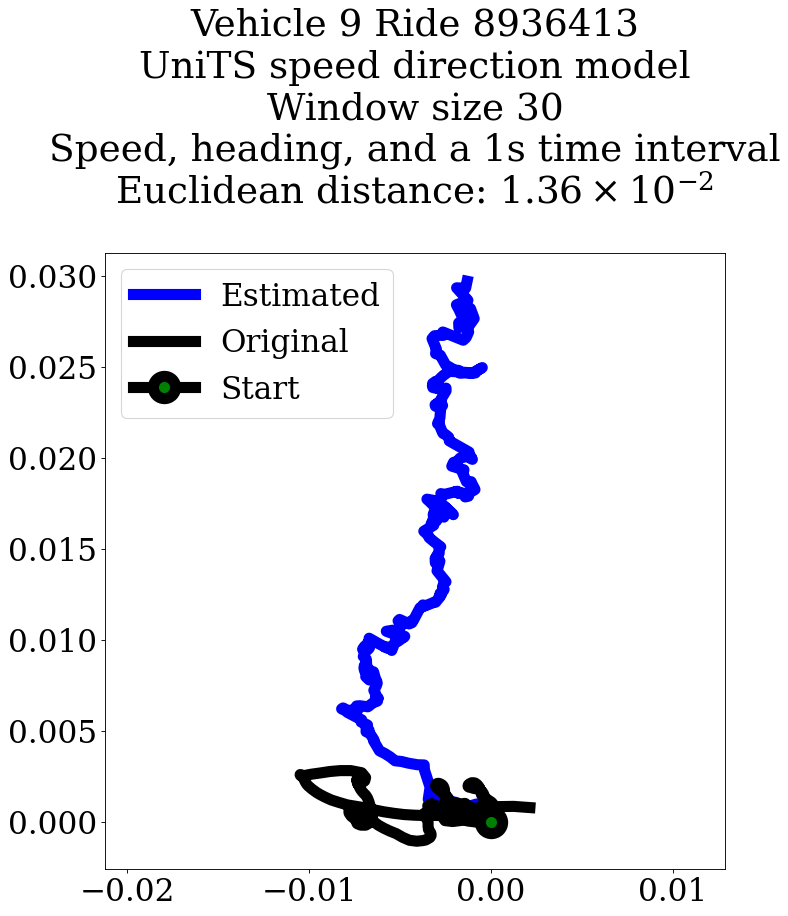 Vehicle 9 Ride 8936413
UniTS speed direction model
Window size 30
Speed, heading, and a 1s time interval
Euclidean distance: 1.36 × 10⁻²
0.030
0.025
0.020
0.015
0.010
0.005
0.000
Estimated
Original
Start
−0.02 −0.01 0.00 0.01